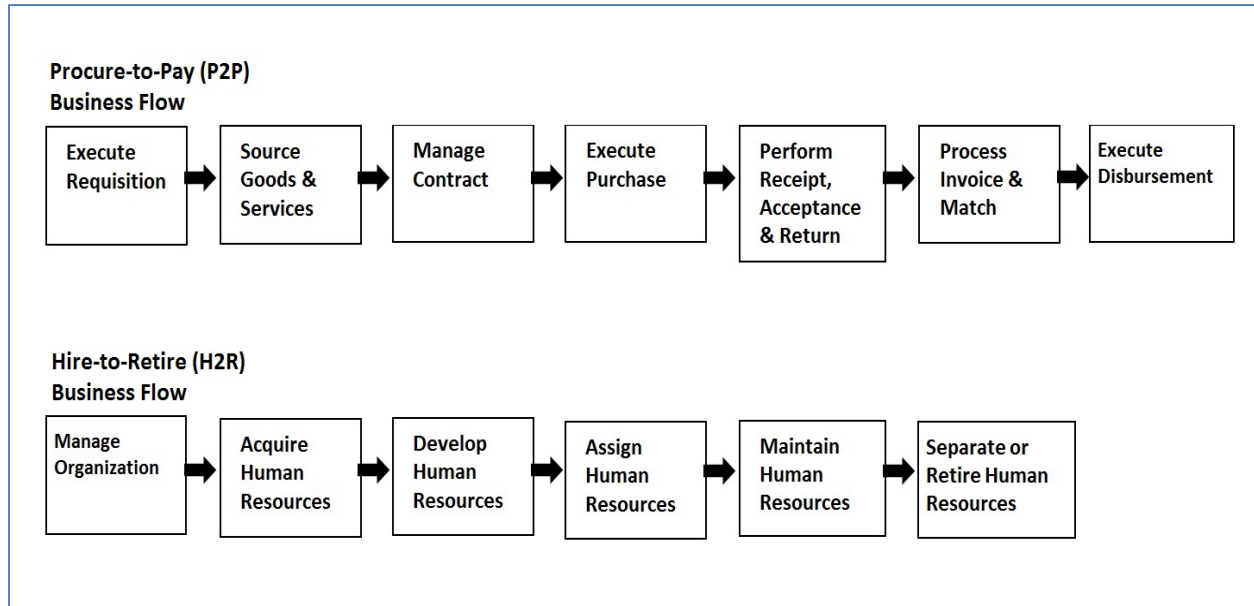 Procure-to-Pay (P2P)
Business Flow
Execute
Requisition
Source
Goods &
Services
Manage
Contract
Execute
Purchase
Perform
Receipt,
Acceptance
& Return
Process
Invoice &
Match
Execute
Disbursement
Hire-to-Retire (H2R)
Business Flow
Manage
Organization
Acquire
Human
Resources
Develop
Human
Resources
Assign
Human
Resources
Maintain
Human
Resources
Separate or
Retire Human
Resources